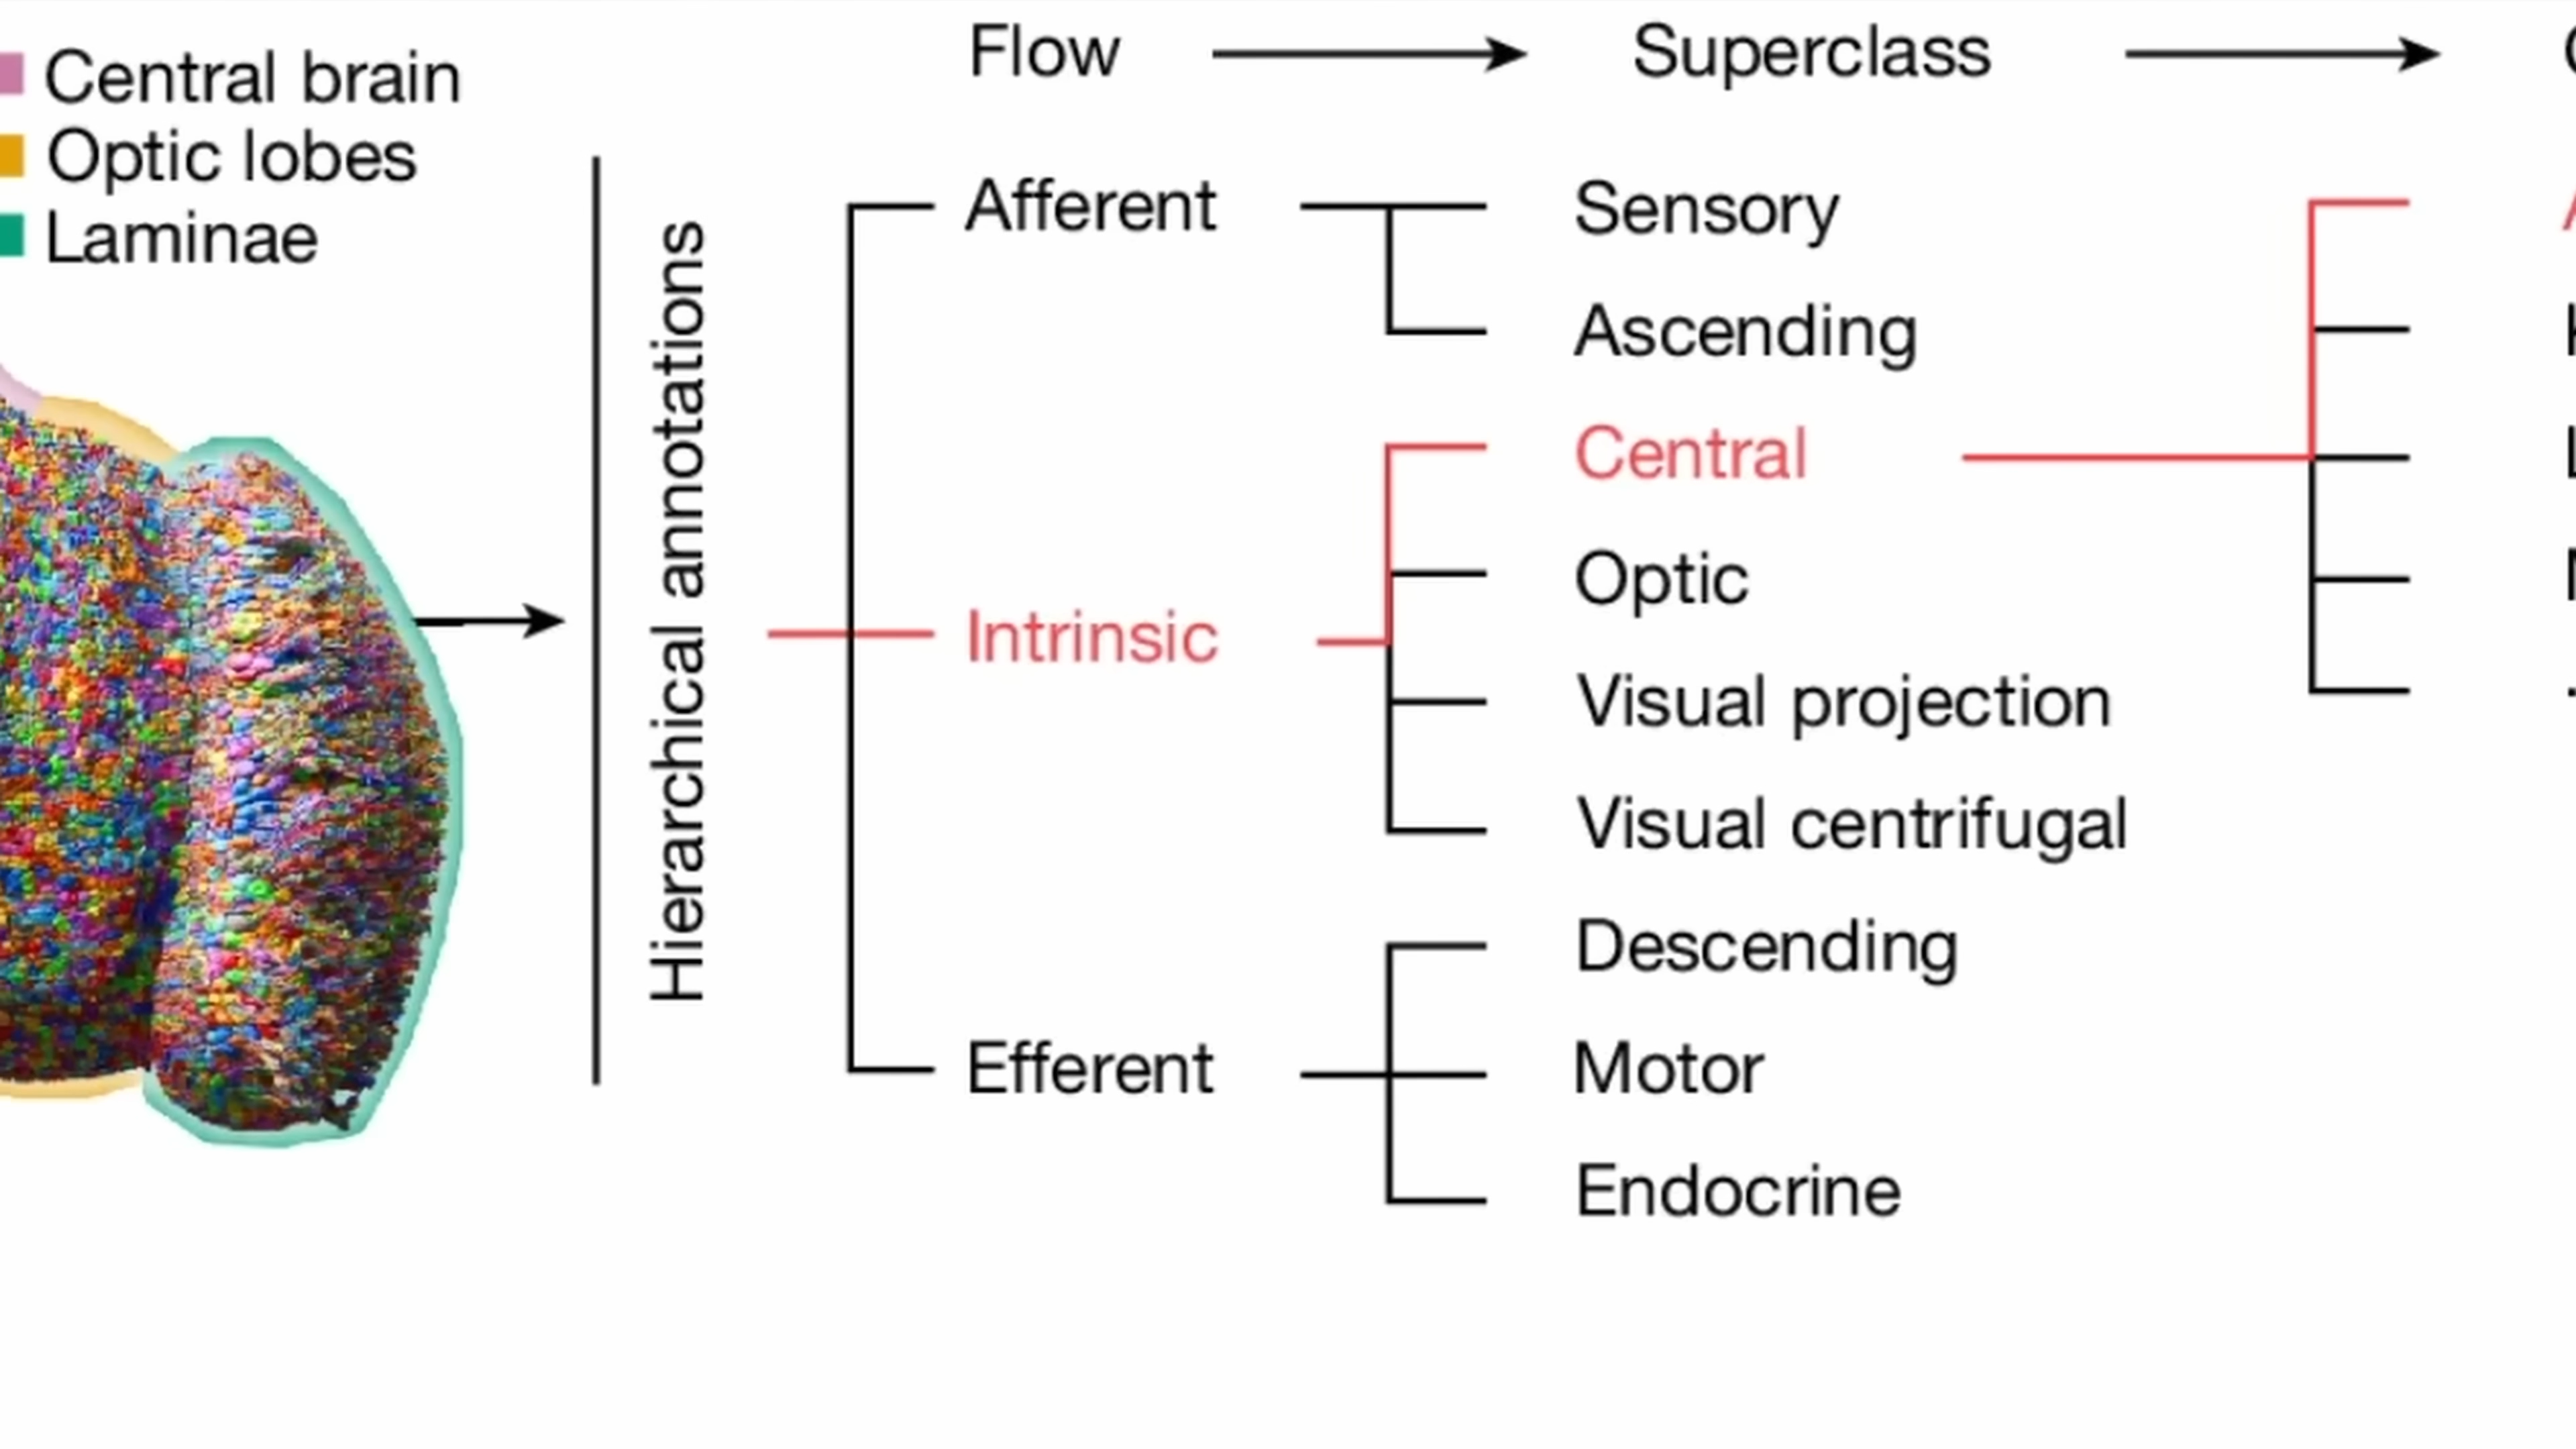 Central brain
Optic lobes
Laminae
Hierarchical annotations
Flow
Superclass
Afferent
Sensory
Ascending
Intrinsic
Central
Optic
Visual projection
Visual centrifugal
Efferent
Descending
Motor
Endocrine